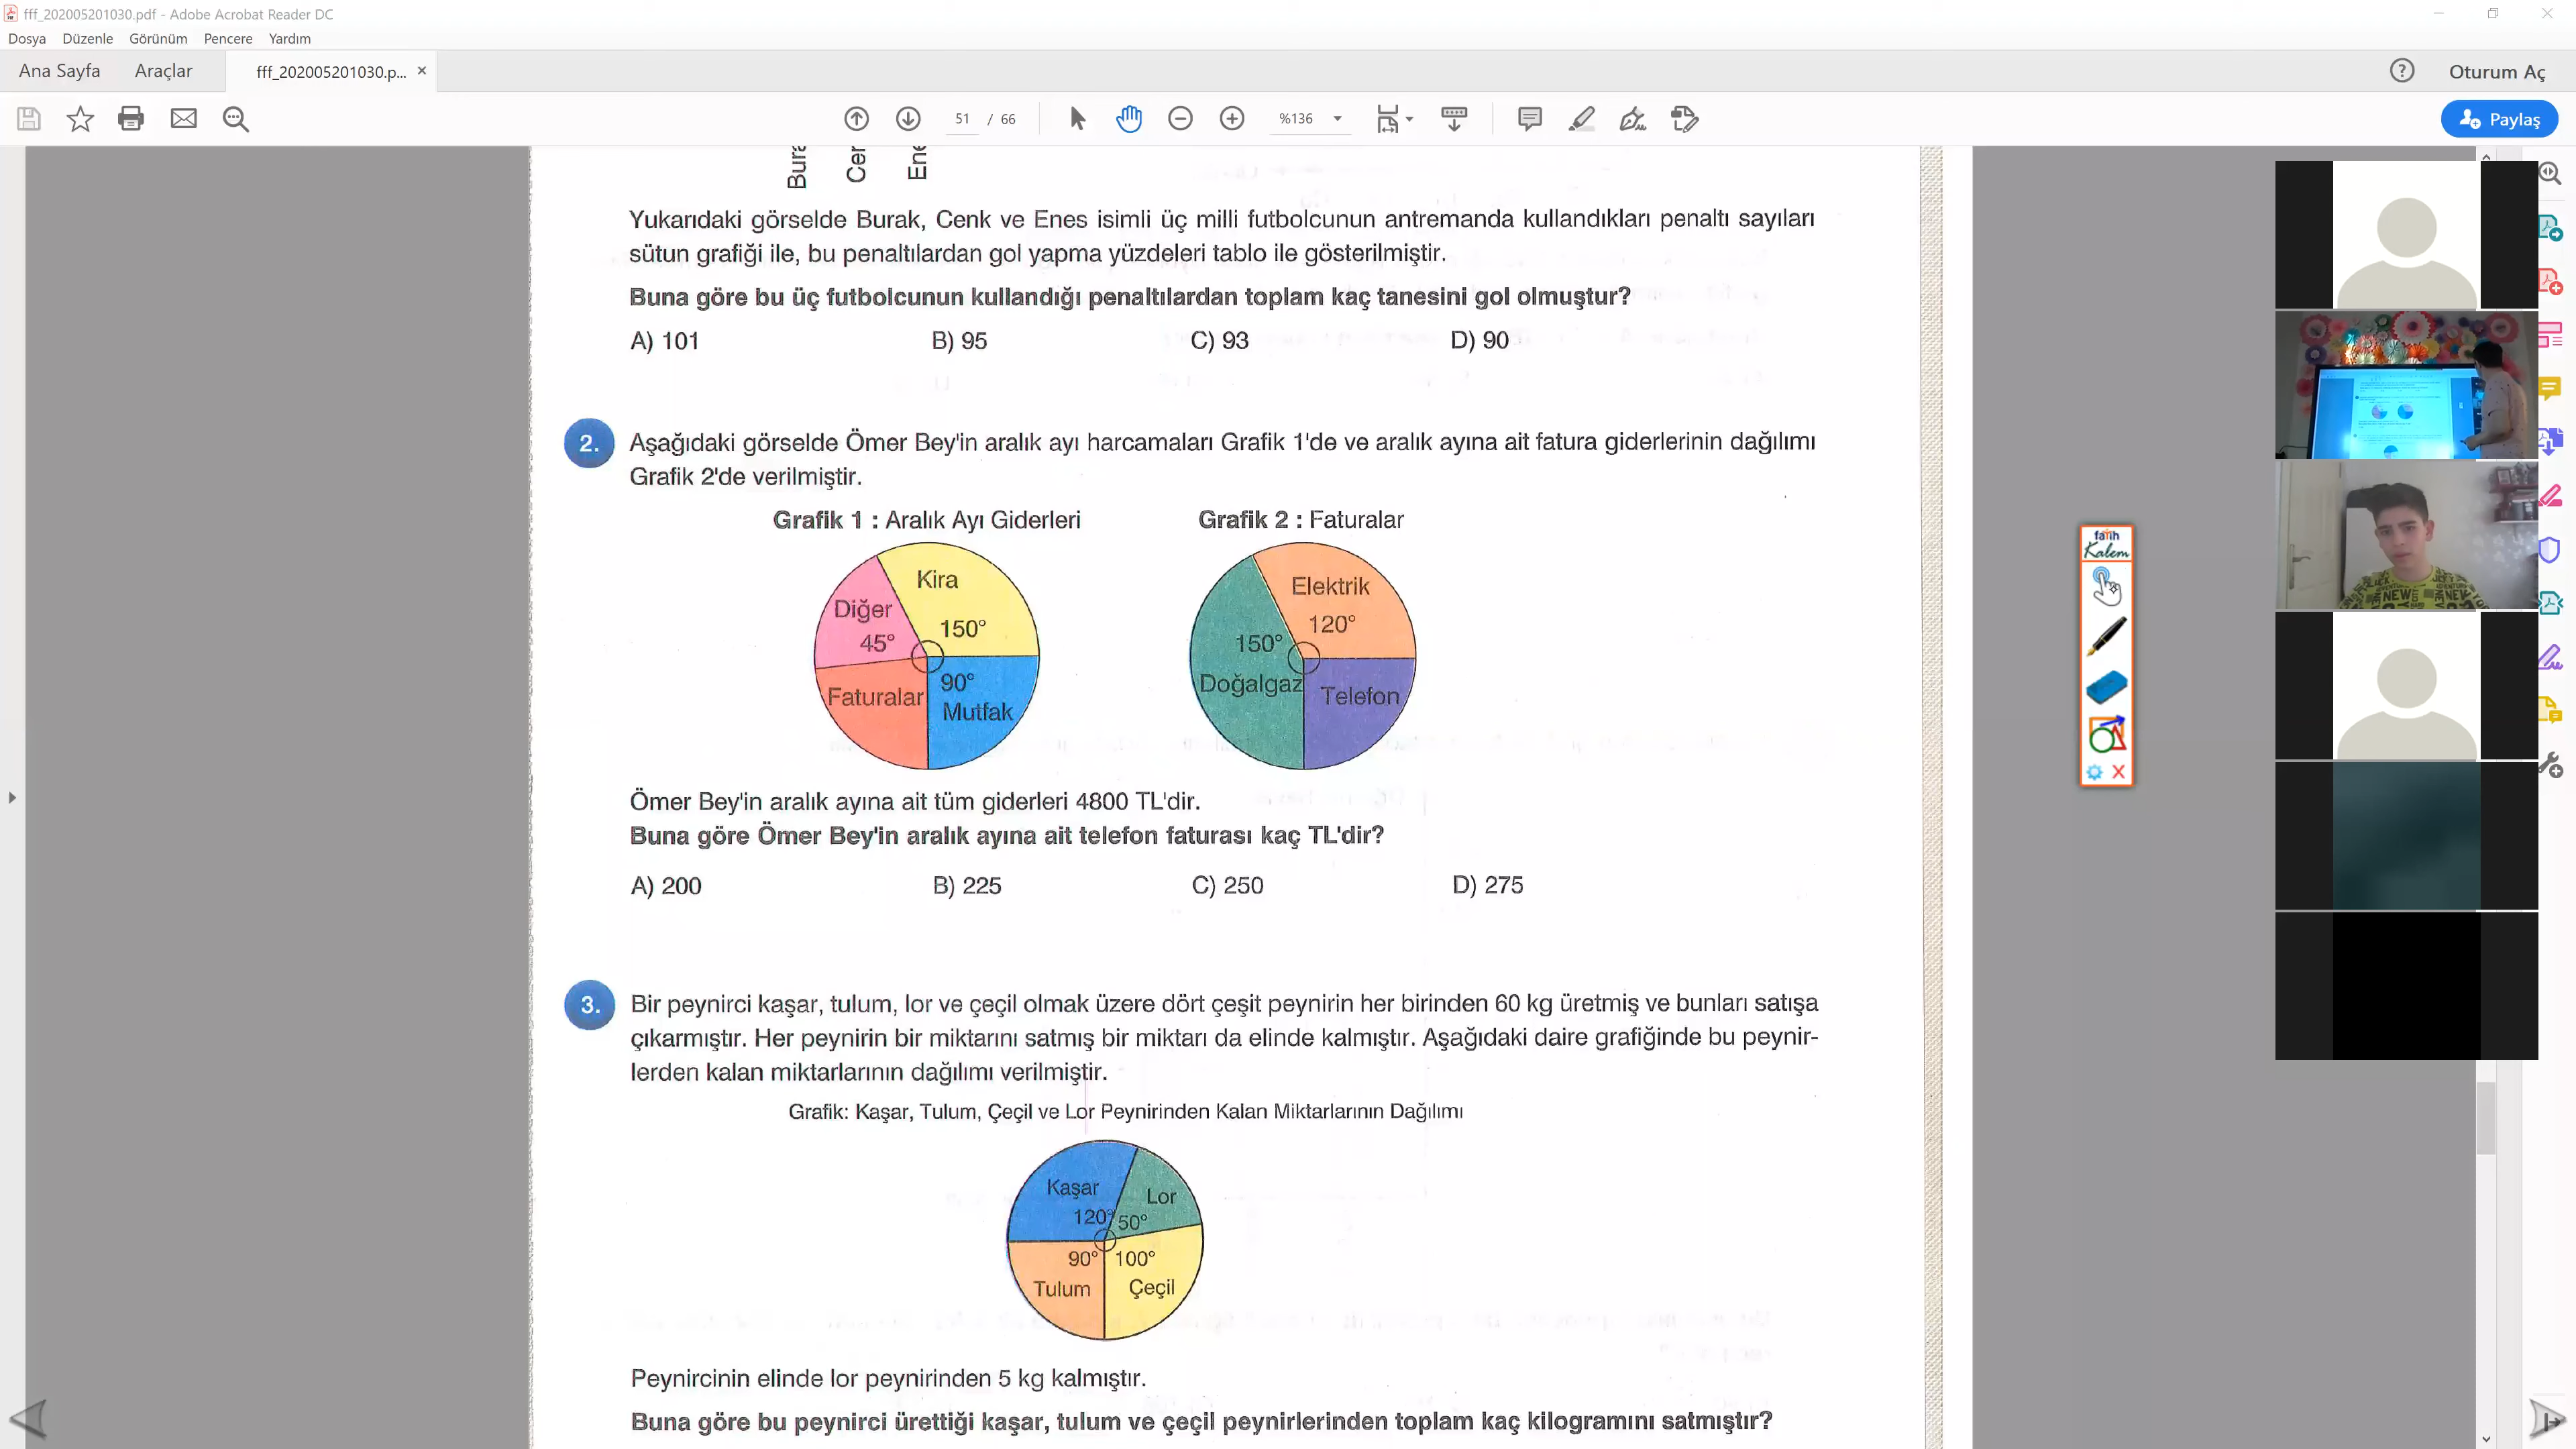 fff_202005201030.pdf - Adobe Acrobat Reader DC
Dosya Düzenle Görünüm Pencere Yardım
Ana Sayfa Araçlar fff_202005201030.p... Oturum Aç
51 / 66 %136 Paylaş
Yukarıdaki görselde Burak, Cenk ve Enes isimli üç milli futbolcunun antremanda kullandıkları penaltı sayıları
sütun grafiği ile, bu penaltılardan gol yapma yüzdeleri tablo ile gösterilmiştir.
Buna göre bu üç futbolcunun kullandığı penaltılardan toplam kaç tanesini gol olmuştur?
A) 101 B) 95 C) 93 D) 90
2. Aşağıdaki görselde Ömer Bey'in aralık ayı harcamaları Grafik 1'de ve aralık ayına ait fatura giderlerinin dağılımı
Grafik 2'de verilmiştir.
Grafik 1 : Aralık Ayı Giderleri Grafik 2 : Faturalar
Kira
150°
Diğer
45°
Faturalar
90°
Mutfak
Elektrik
120°
150°
Doğalgaz
Telefon
fatih
Kalem
Ömer Bey'in aralık ayına ait tüm giderleri 4800 TL'dir.
Buna göre Ömer Bey'in aralık ayına ait telefon faturası kaç TL'dir?
A) 200 B) 225 C) 250 D) 275
3. Bir peynirci kaşar, tulum, lor ve çeçil olmak üzere dört çeşit peynirin her birinden 60 kg üretmiş ve bunları satışa
çıkarmıştır. Her peynirin bir miktarını satmış bir miktarı da elinde kalmıştır. Aşağıdaki daire grafiğinde bu peynir-
lerden kalan miktarlarının dağılımı verilmiştir.
Grafik: Kaşar, Tulum, Çeçil ve Lor Peynirinden Kalan Miktarlarının Dağılımı
Kaşar
120°
Lor
50°
90°
Tulum
100°
Çeçil
Peynircinin elinde lor peynirinden 5 kg kalmıştır.
Buna göre bu peynirci ürettiği kaşar, tulum ve çeçil peynirlerinden toplam kaç kilogramını satmıştır?